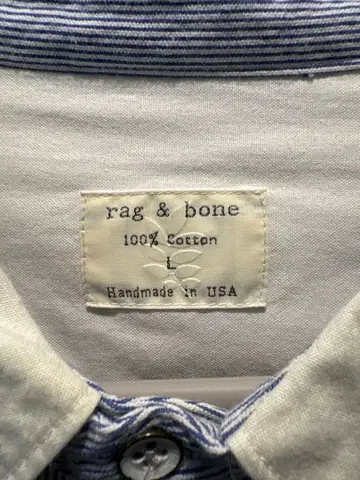 rag & bone
100% Cotton
L
Handmade in USA